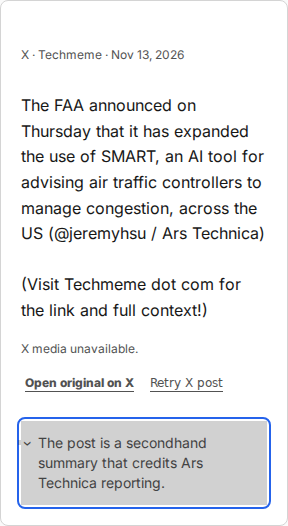 X · Techmeme · Nov 13, 2026
The FAA announced on
Thursday that it has expanded
the use of SMART, an AI tool for
advising air traffic controllers to
manage congestion, across the
US (@jeremyhsu / Ars Technica)
(Visit Techmeme dot com for
the link and full context!)
X media unavailable.
Open original on X Retry X post
The post is a secondhand
summary that credits Ars
Technica reporting.